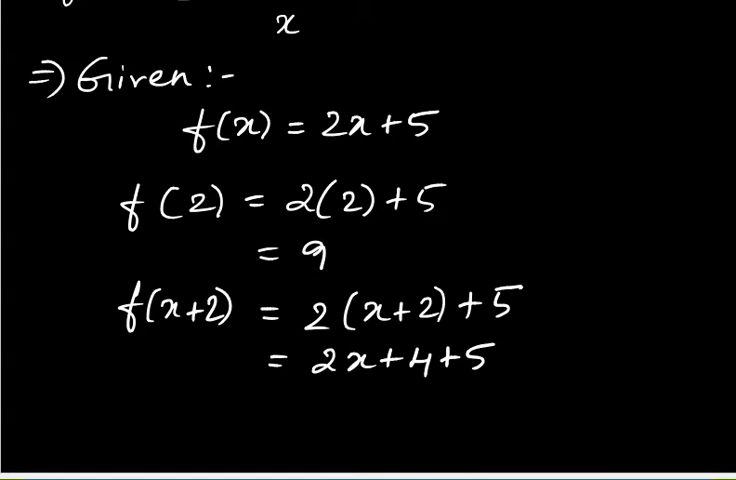 x
⇒ Given :-
f(x) = 2x+5
f(2) = 2(2)+5
= 9
f(x+2) = 2(x+2)+5
= 2x+4+5